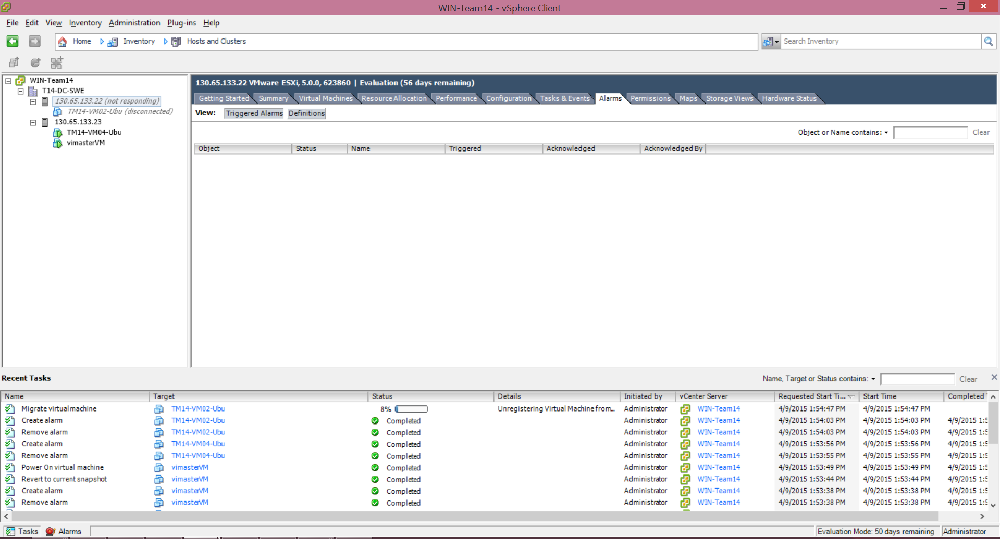 WIN-Team14 - vSphere Client
File Edit View Inventory Administration Plug-ins Help
Home Inventory Hosts and Clusters Search Inventory
WIN-Team14
T14-DC-SWE
130.65.133.22 (not responding)
TM14-VM02-Ubu (disconnected)
130.65.133.23
TM14-VM04-Ubu
vimasterVM
130.65.133.22 VMware ESXi, 5.0.0, 623860 | Evaluation (56 days remaining)
Getting Started Summary Virtual Machines Resource Allocation Performance Configuration Tasks & Events Alarms Permissions Maps Storage Views Hardware Status
View: Triggered Alarms Definitions
Object or Name contains: Clear
Object Status Name Triggered Acknowledged Acknowledged By
Recent Tasks Name, Target or Status contains: Clear
Name Target Status Details Initiated by vCenter Server Requested Start Ti... Start Time Completed
Migrate virtual machine TM14-VM02-Ubu 8% Unregistering Virtual Machine from... Administrator WIN-Team14 4/9/2015 1:54:47 PM 4/9/2015 1:54:47 PM
Create alarm TM14-VM02-Ubu Completed Administrator WIN-Team14 4/9/2015 1:54:03 PM 4/9/2015 1:54:03 PM 4/9/2015 1:5
Remove alarm TM14-VM02-Ubu Completed Administrator WIN-Team14 4/9/2015 1:54:03 PM 4/9/2015 1:54:03 PM 4/9/2015 1:5
Create alarm TM14-VM04-Ubu Completed Administrator WIN-Team14 4/9/2015 1:53:56 PM 4/9/2015 1:53:56 PM 4/9/2015 1:5
Remove alarm TM14-VM04-Ubu Completed Administrator WIN-Team14 4/9/2015 1:53:55 PM 4/9/2015 1:53:55 PM 4/9/2015 1:5
Power On virtual machine vimasterVM Completed Administrator WIN-Team14 4/9/2015 1:53:49 PM 4/9/2015 1:53:49 PM 4/9/2015 1:5
Revert to current snapshot vimasterVM Completed Administrator WIN-Team14 4/9/2015 1:53:44 PM 4/9/2015 1:53:44 PM 4/9/2015 1:5
Create alarm vimasterVM Completed Administrator WIN-Team14 4/9/2015 1:53:38 PM 4/9/2015 1:53:38 PM 4/9/2015 1:5
Remove alarm vimasterVM Completed Administrator WIN-Team14 4/9/2015 1:53:38 PM 4/9/2015 1:53:38 PM 4/9/2015 1:5
Tasks Alarms Evaluation Mode: 50 days remaining Administrator